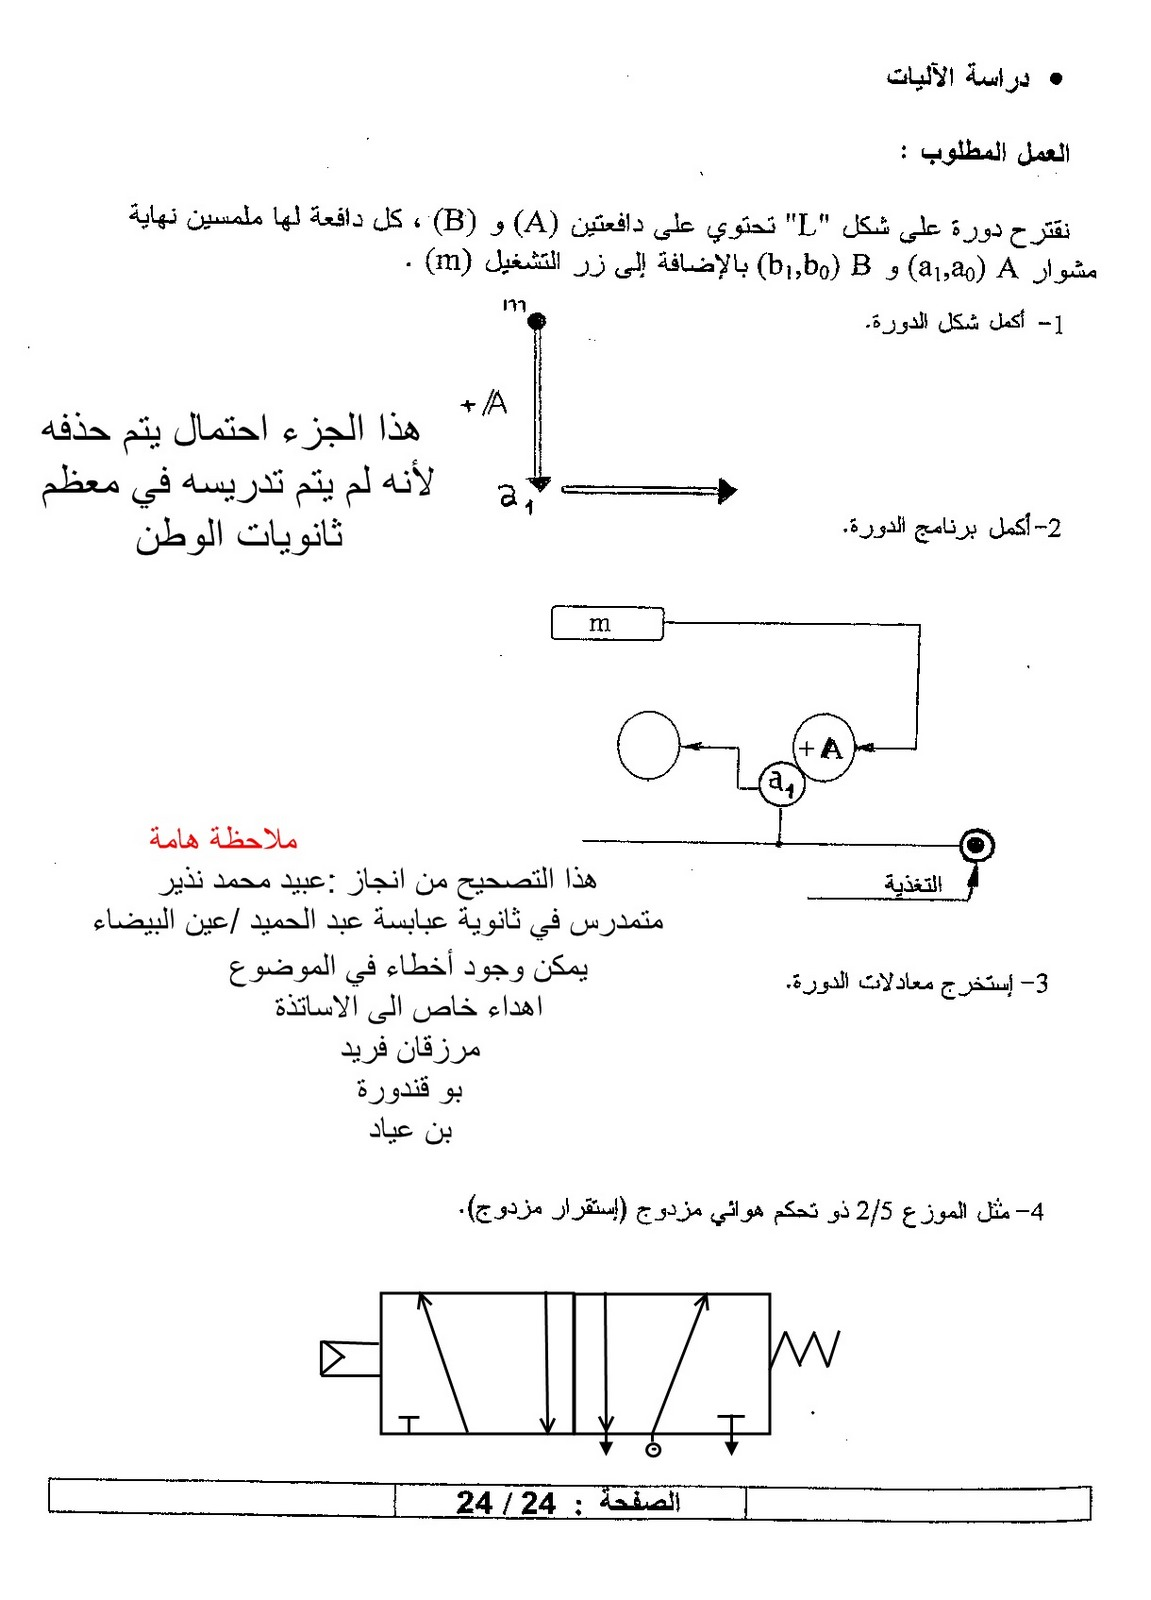 • دراسة الآليات
العمل المطلوب :
نقترح دورة على شكل "L" تحتوي على دافعتين (A) و (B) ، كل دافعة لها ملمسين نهاية
مشوار A (a₁,a₀) و B (b₁,b₀) بالإضافة إلى زر التشغيل (m) .
1- أكمل شكل الدورة.
m
+ A
a₁
هذا الجزء احتمال يتم حذفه
لأنه لم يتم تدريسه في معظم
ثانويات الوطن
2-أكمل برنامج الدورة.
m
+ A
a₁
التغذية
ملاحظة هامة
هذا التصحيح من انجاز :عبيد محمد نذير
متمدرس في ثانوية عبابسة عبد الحميد /عين البيضاء
يمكن وجود أخطاء في الموضوع
اهداء خاص الى الاساتذة
مرزقان فريد
بو قندورة
بن عياد
3- إستخرج معادلات الدورة.
4- مثل الموزع 2/5 ذو تحكم هوائي مزدوج (إستقرار مزدوج).
الصفحة : 24 / 24